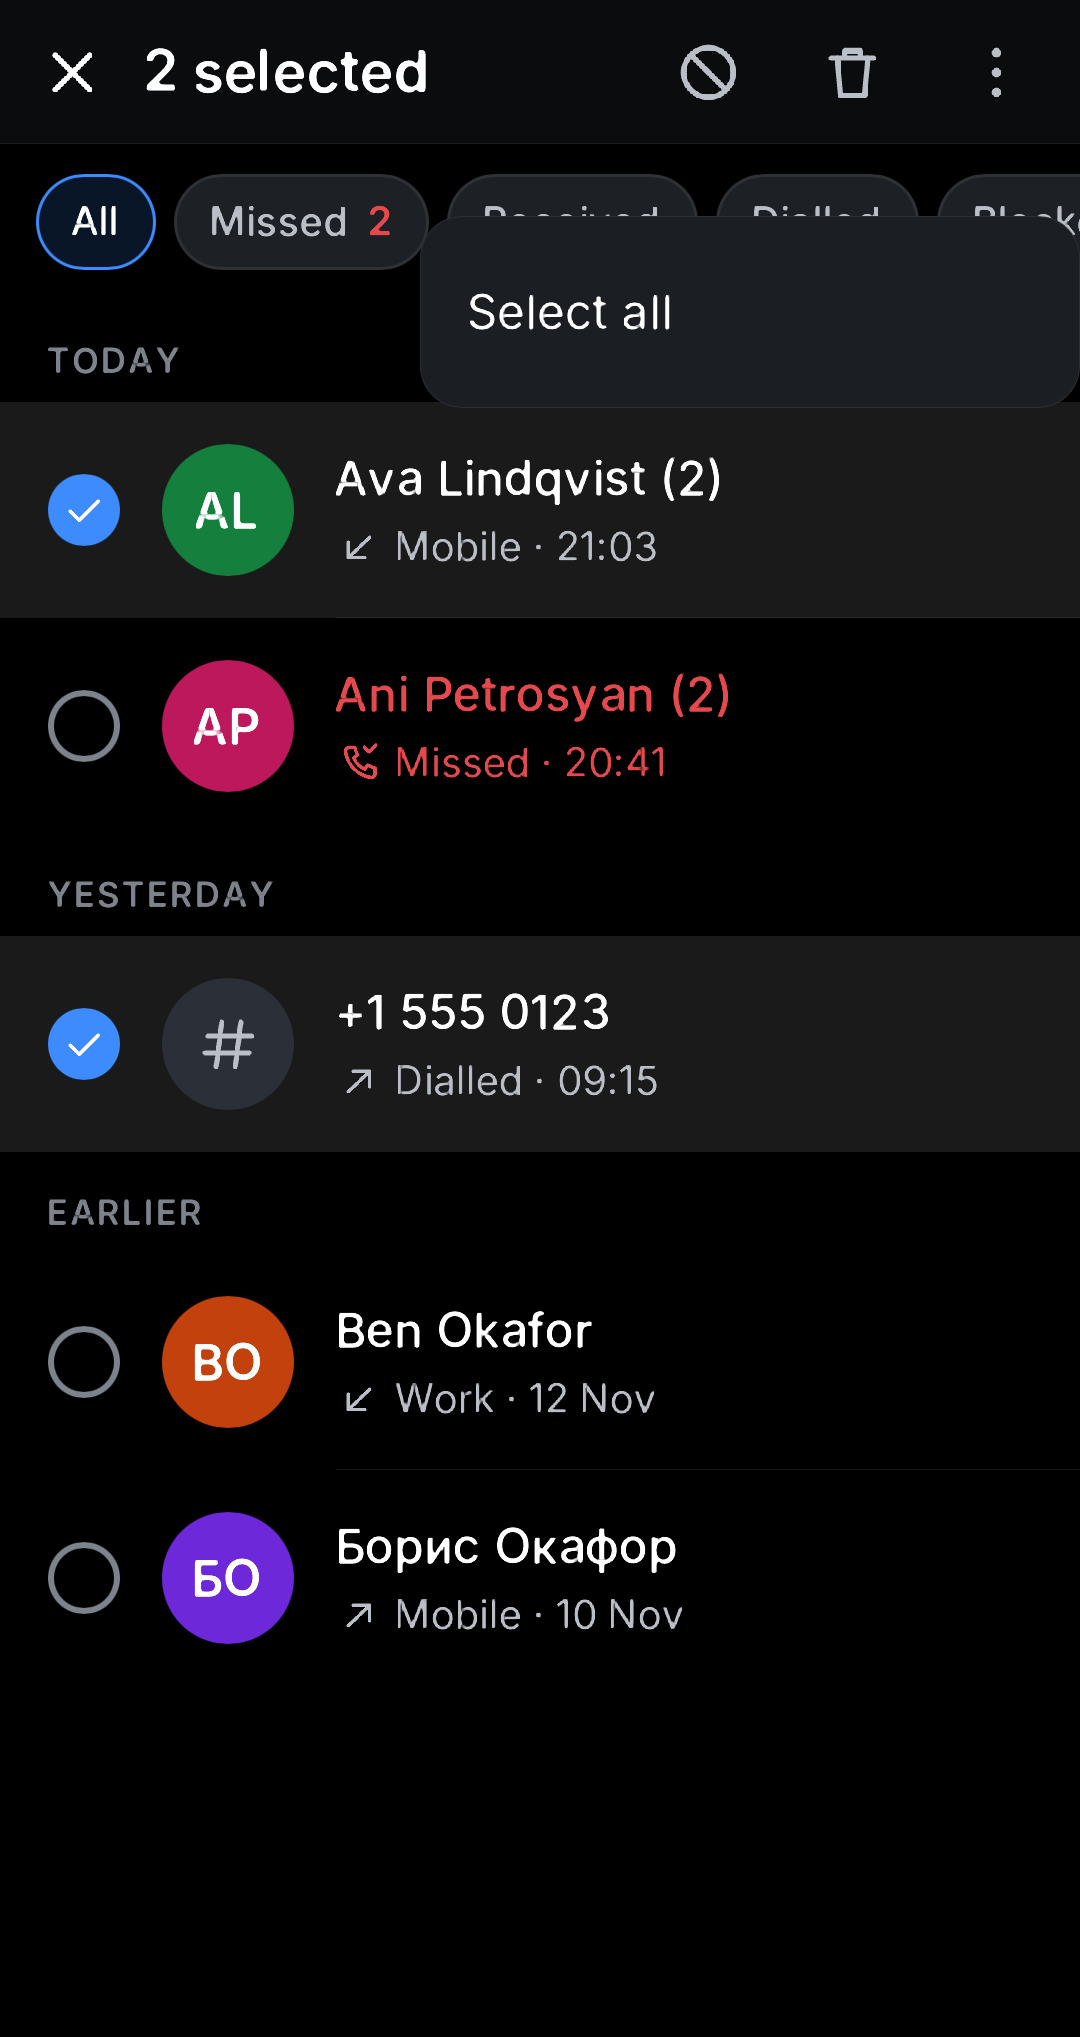 2 selected
All
Missed 2
Select all
TODAY
AL
Ava Lindqvist (2)
Mobile · 21:03
AP
Ani Petrosyan (2)
Missed · 20:41
YESTERDAY
#
+1 555 0123
Dialled · 09:15
EARLIER
BO
Ben Okafor
Work · 12 Nov
БО
Борис Окафор
Mobile · 10 Nov